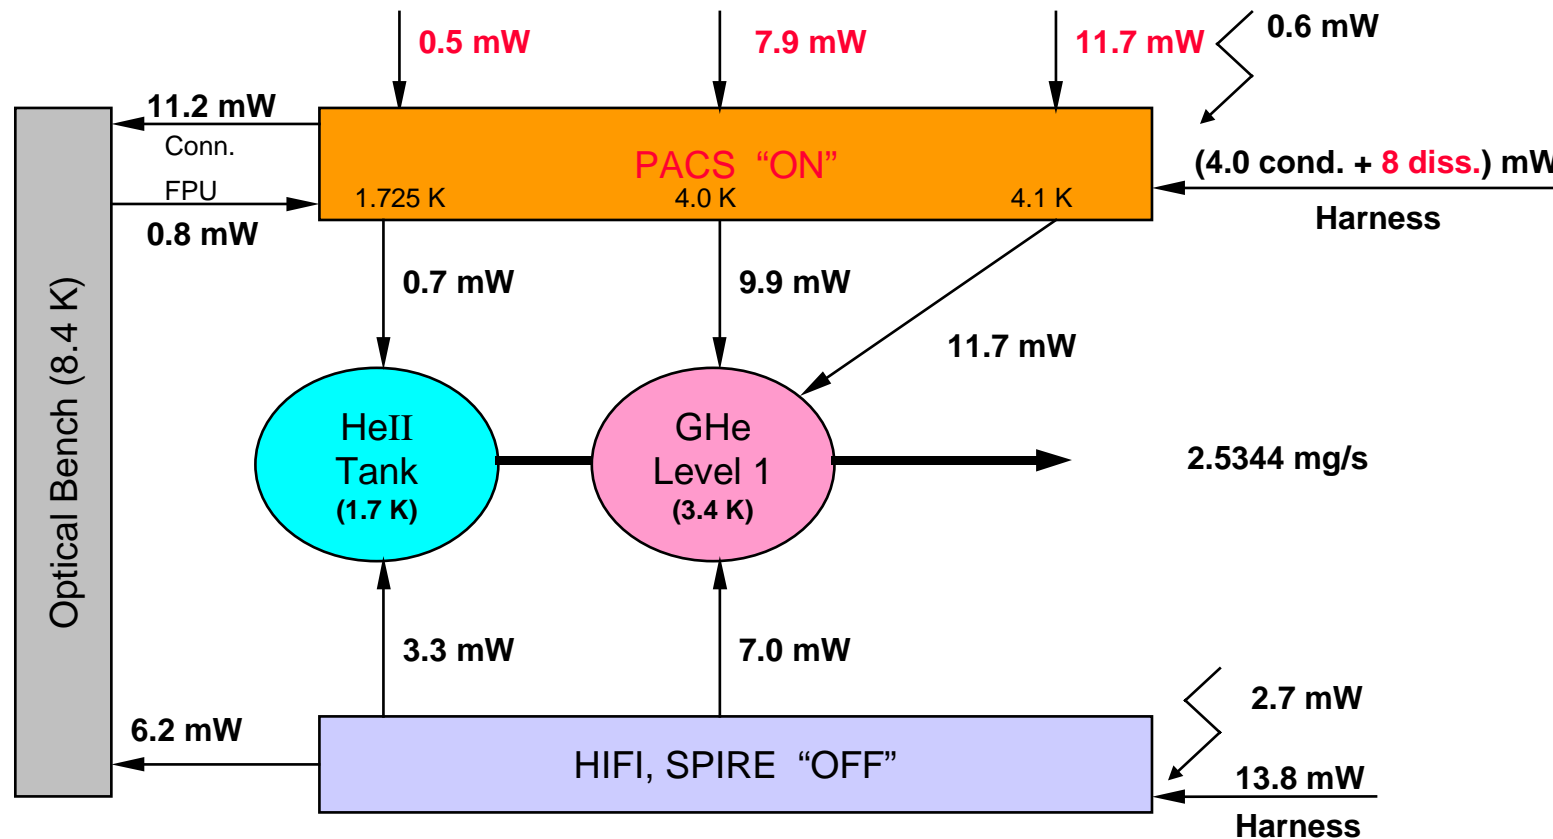 0.5 mW
7.9 mW
11.7 mW
0.6 mW
11.2 mW
Conn.
FPU
0.8 mW
PACS “ON”
1.725 K
4.0 K
4.1 K
(4.0 cond. + 8 diss.) mW
Harness
Optical Bench (8.4 K)
0.7 mW
9.9 mW
11.7 mW
HeII
Tank
(1.7 K)
GHe
Level 1
(3.4 K)
2.5344 mg/s
3.3 mW
7.0 mW
6.2 mW
HIFI, SPIRE “OFF”
2.7 mW
13.8 mW
Harness